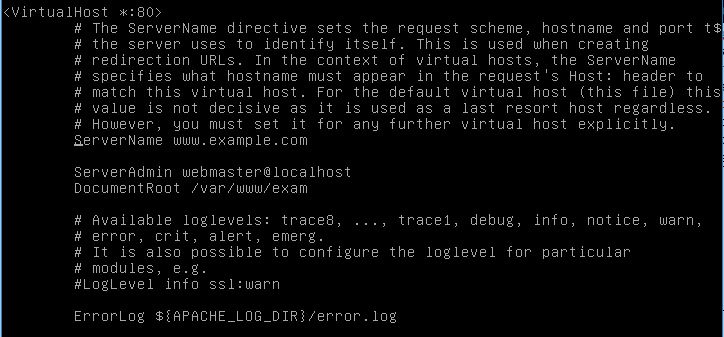 <VirtualHost *:80>
# The ServerName directive sets the request scheme, hostname and port t$
# the server uses to identify itself. This is used when creating
# redirection URLs. In the context of virtual hosts, the ServerName
# specifies what hostname must appear in the request's Host: header to
# match this virtual host. For the default virtual host (this file) this
# value is not decisive as it is used as a last resort host regardless.
# However, you must set it for any further virtual host explicitly.
ServerName www.example.com
ServerAdmin webmaster@localhost
DocumentRoot /var/www/exam
# Available loglevels: trace8, ..., trace1, debug, info, notice, warn,
# error, crit, alert, emerg.
# It is also possible to configure the loglevel for particular
# modules, e.g.
#LogLevel info ssl:warn
ErrorLog ${APACHE_LOG_DIR}/error.log